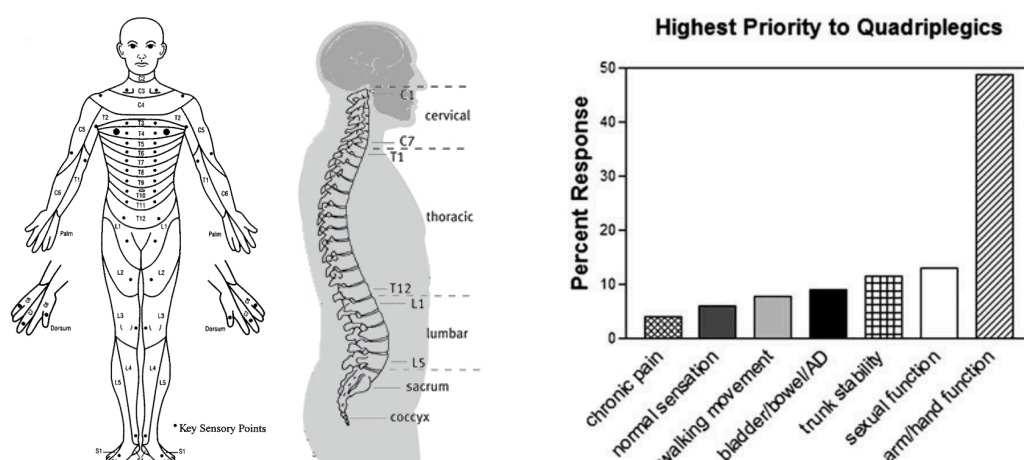 C2
C3
C4
T2
T3
T2
C5
T4
C5
T5
T6
T7
T8
T1
T9
T1
C6
T10
C6
T11
T12
L1
L1
Palm
Palm
L2
L2
Dorsum
L3
L3
Dorsum
L4
L4
L5
L5
Key Sensory Points
S1
S1
C1
cervical
C7
T1
thoracic
T12
L1
lumbar
L5
sacrum
coccyx
Highest Priority to Quadriplegics
Percent Response
50
40
30
20
10
0
chronic pain
normal sensation
walking movement
bladder/bowel/AD
trunk stability
sexual function
arm/hand function